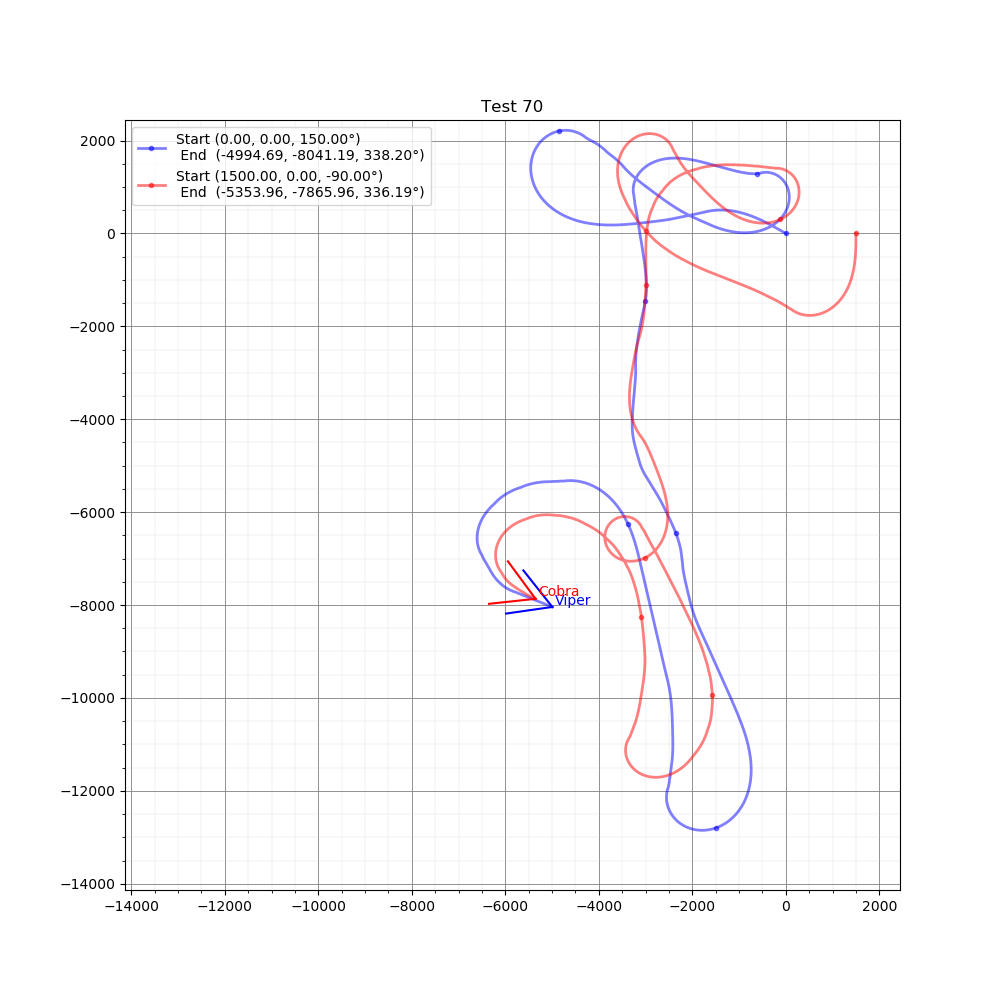 Test 70
Start (0.00, 0.00, 150.00°)
End (-4994.69, -8041.19, 338.20°)
Start (1500.00, 0.00, -90.00°)
End (-5353.96, -7865.96, 336.19°)
2000
0
−2000
−4000
−6000
−8000
−10000
−12000
−14000
Cobra
Viper
−14000 −12000 −10000 −8000 −6000 −4000 −2000 0 2000